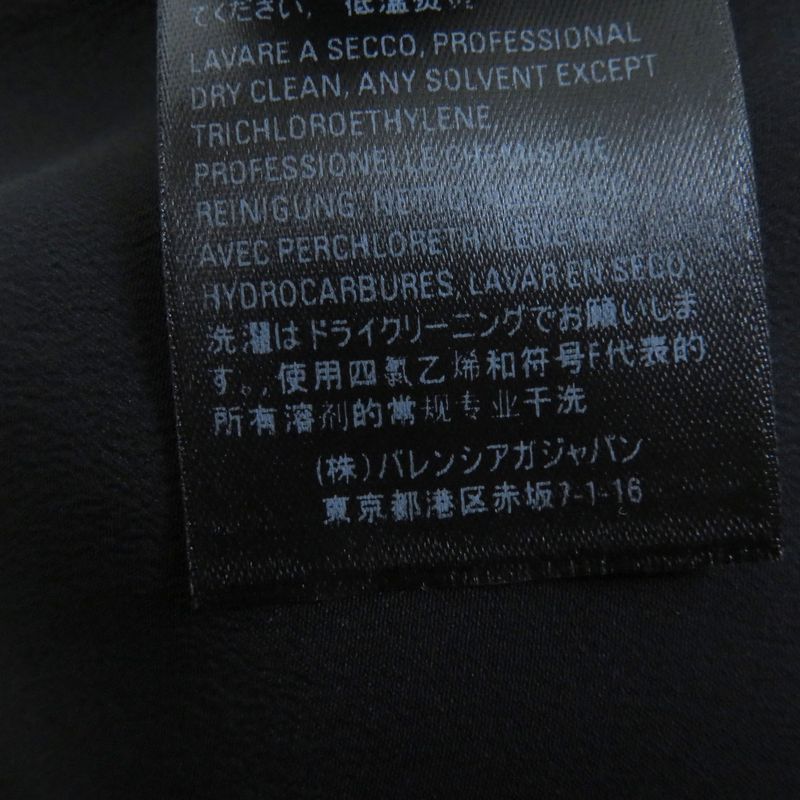 てください, 低温
LAVARE A SECCO, PROFESSIONAL
DRY CLEAN, ANY SOLVENT EXCEPT
TRICHLOROETHYLENE
PROFESSIONELLE CHEMISCHE
REINIGUNG,
AVEC PERCHLORETHYLENE
HYDROCARBURES, LAVAR EN SECO,
洗濯はドライクリーニングでお願いしま
す。,使用四氯乙烯和符号F代表的
所有溶剂的常规专业干洗
(株)バレンシアガジャパン
東京都港区赤坂7-1-16